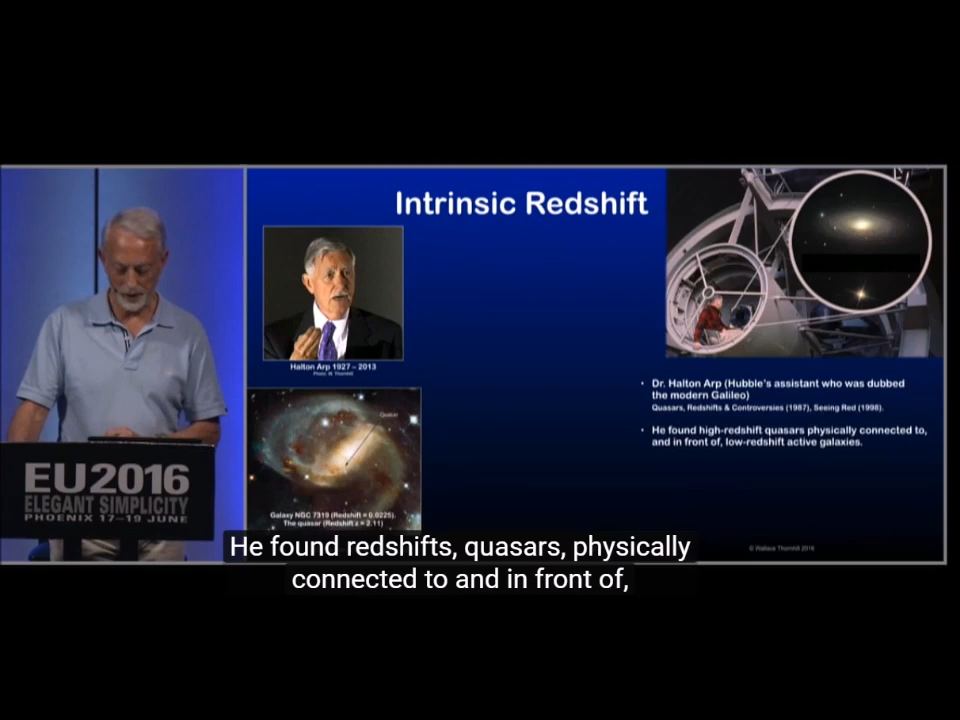 Intrinsic Redshift
Halton Arp 1927 – 2013
Photo: W. Thornhill
Quasar
Galaxy NGC 7319 (Redshift = 0.0225).
The quasar (Redshift z = 2.11)
• Dr. Halton Arp (Hubble's assistant who was dubbed
the modern Galileo)
Quasars, Redshifts & Controversies (1987), Seeing Red (1998).
• He found high-redshift quasars physically connected to,
and in front of, low-redshift active galaxies.
© Wallace Thornhill 2016
EU2016
ELEGANT SIMPLICITY
PHOENIX 17–19 JUNE
He found redshifts, quasars, physically
connected to and in front of,